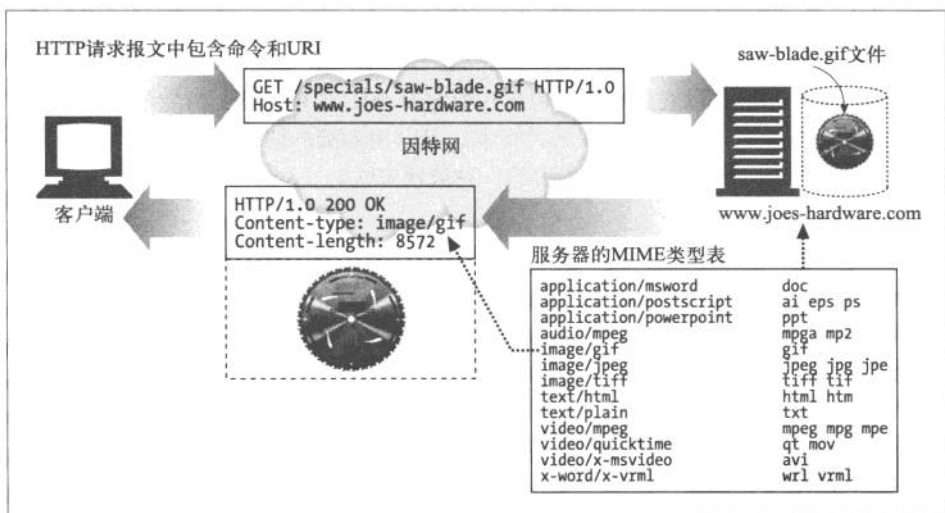 HTTP请求报文中包含命令和URI
saw-blade.gif文件
GET /specials/saw-blade.gif HTTP/1.0
Host: www.joes-hardware.com
因特网
客户端
HTTP/1.0 200 OK
Content-type: image/gif
Content-length: 8572
www.joes-hardware.com
服务器的MIME类型表
application/msword doc
application/postscript ai eps ps
application/powerpoint ppt
audio/mpeg mpga mp2
image/gif gif
image/jpeg jpeg jpg jpe
image/tiff tiff tif
text/html html htm
text/plain txt
video/mpeg mpeg mpg mpe
video/quicktime qt mov
video/x-msvideo avi
x-word/x-vrml wrl vrml